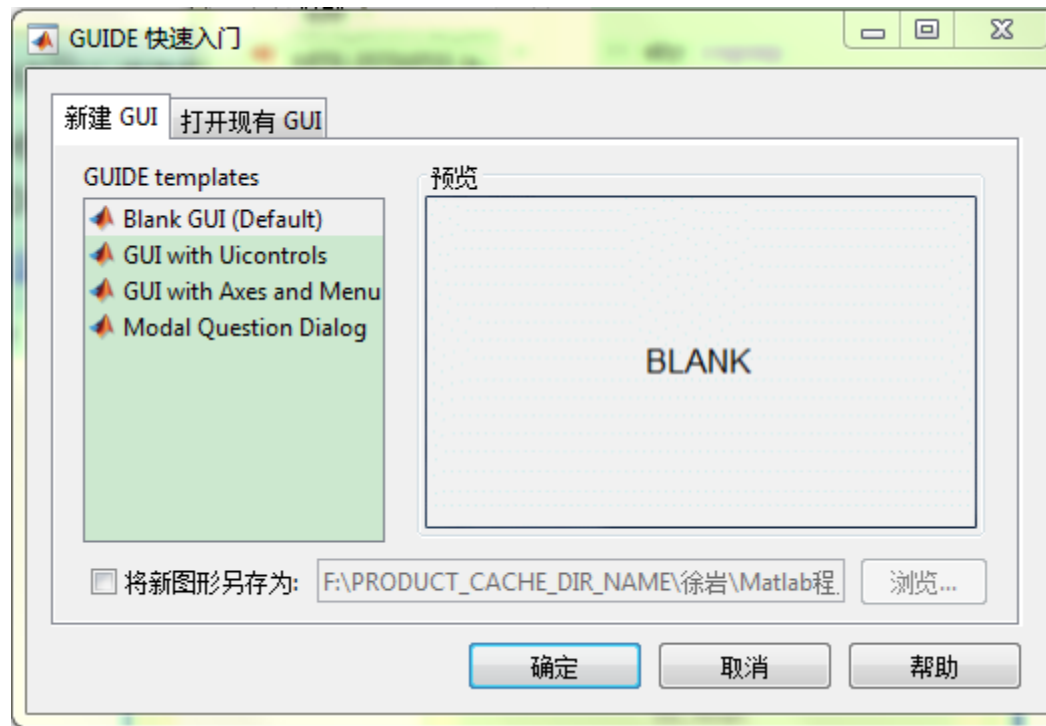 GUIDE 快速入门
新建 GUI 打开现有 GUI
GUIDE templates
预览
Blank GUI (Default)
GUI with Uicontrols
GUI with Axes and Menu
Modal Question Dialog
BLANK
将新图形另存为: F:\PRODUCT_CACHE_DIR_NAME\徐岩\Matlab程
浏览...
确定 取消 帮助